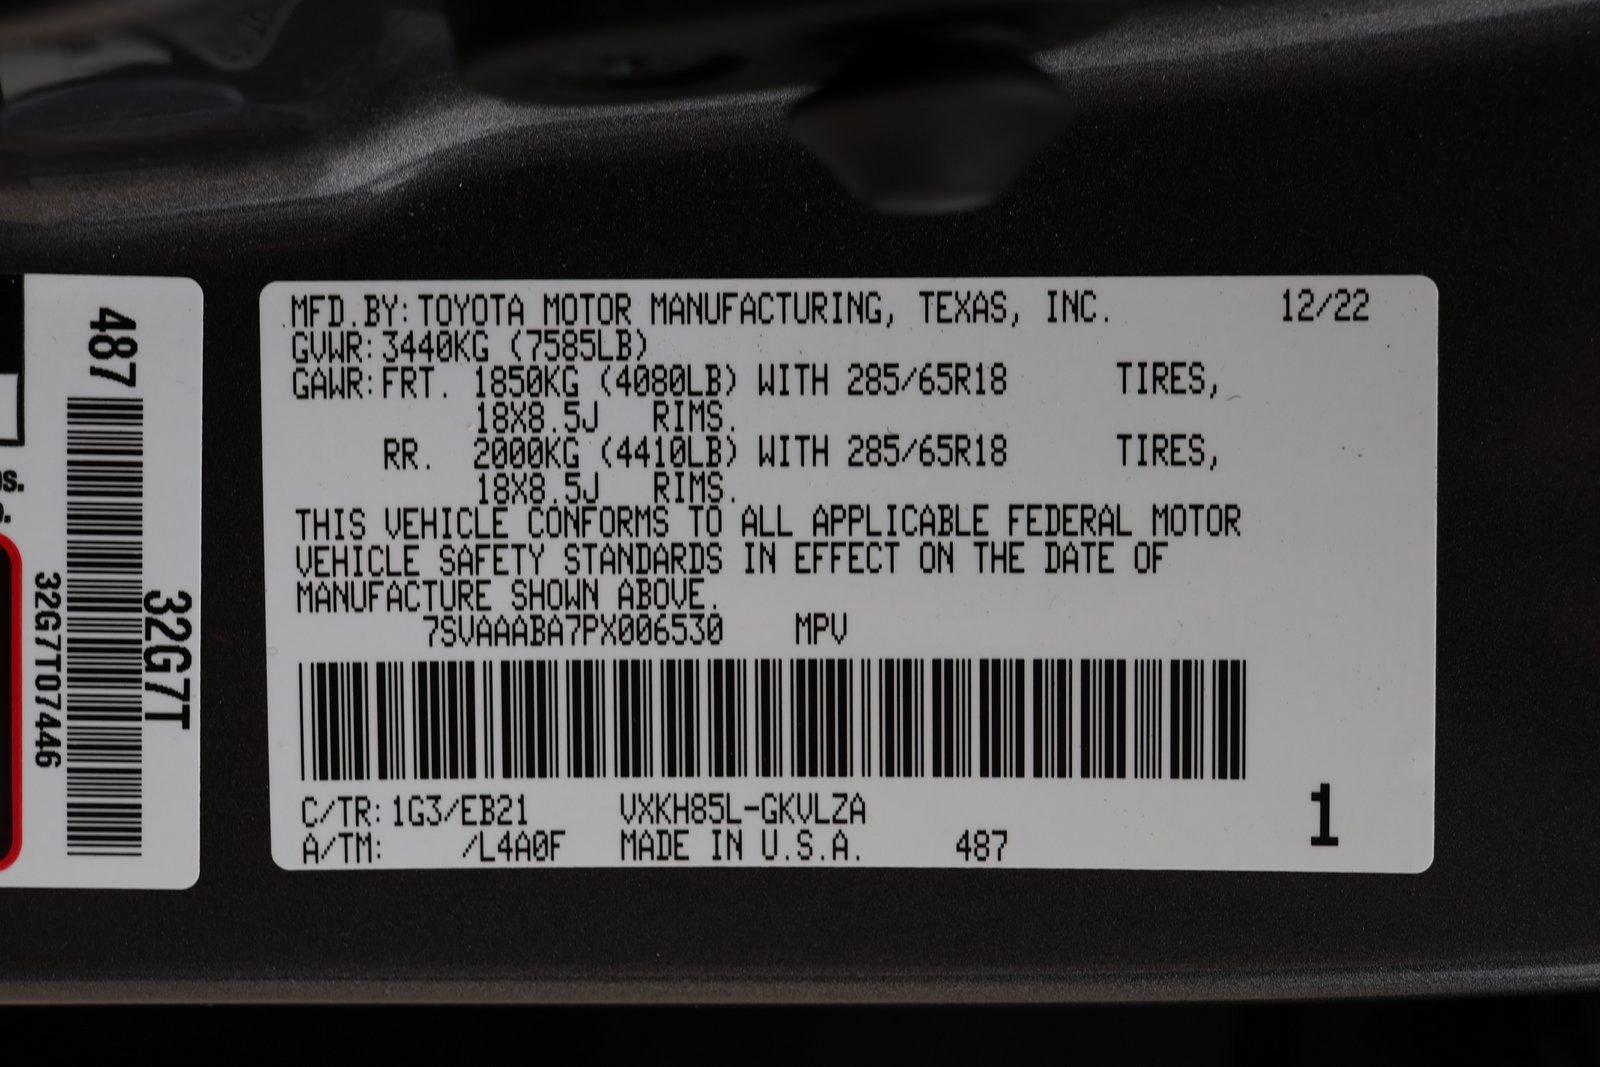 MFD.BY:TOYOTA MOTOR MANUFACTURING, TEXAS, INC. 12/22
GVWR:3440KG (7585LB)
GAWR:FRT. 1850KG (4080LB) WITH 285/65R18 TIRES,
18X8.5J RIMS.
RR. 2000KG (4410LB) WITH 285/65R18 TIRES,
18X8.5J RIMS.
THIS VEHICLE CONFORMS TO ALL APPLICABLE FEDERAL MOTOR
VEHICLE SAFETY STANDARDS IN EFFECT ON THE DATE OF
MANUFACTURE SHOWN ABOVE.
7SVAAABA7PX006530 MPV
C/TR:1G3/EB21 VXKH85L-GKVLZA
A/TM: /L4A0F MADE IN U.S.A. 487
1
487
32G7T
32G7T07446